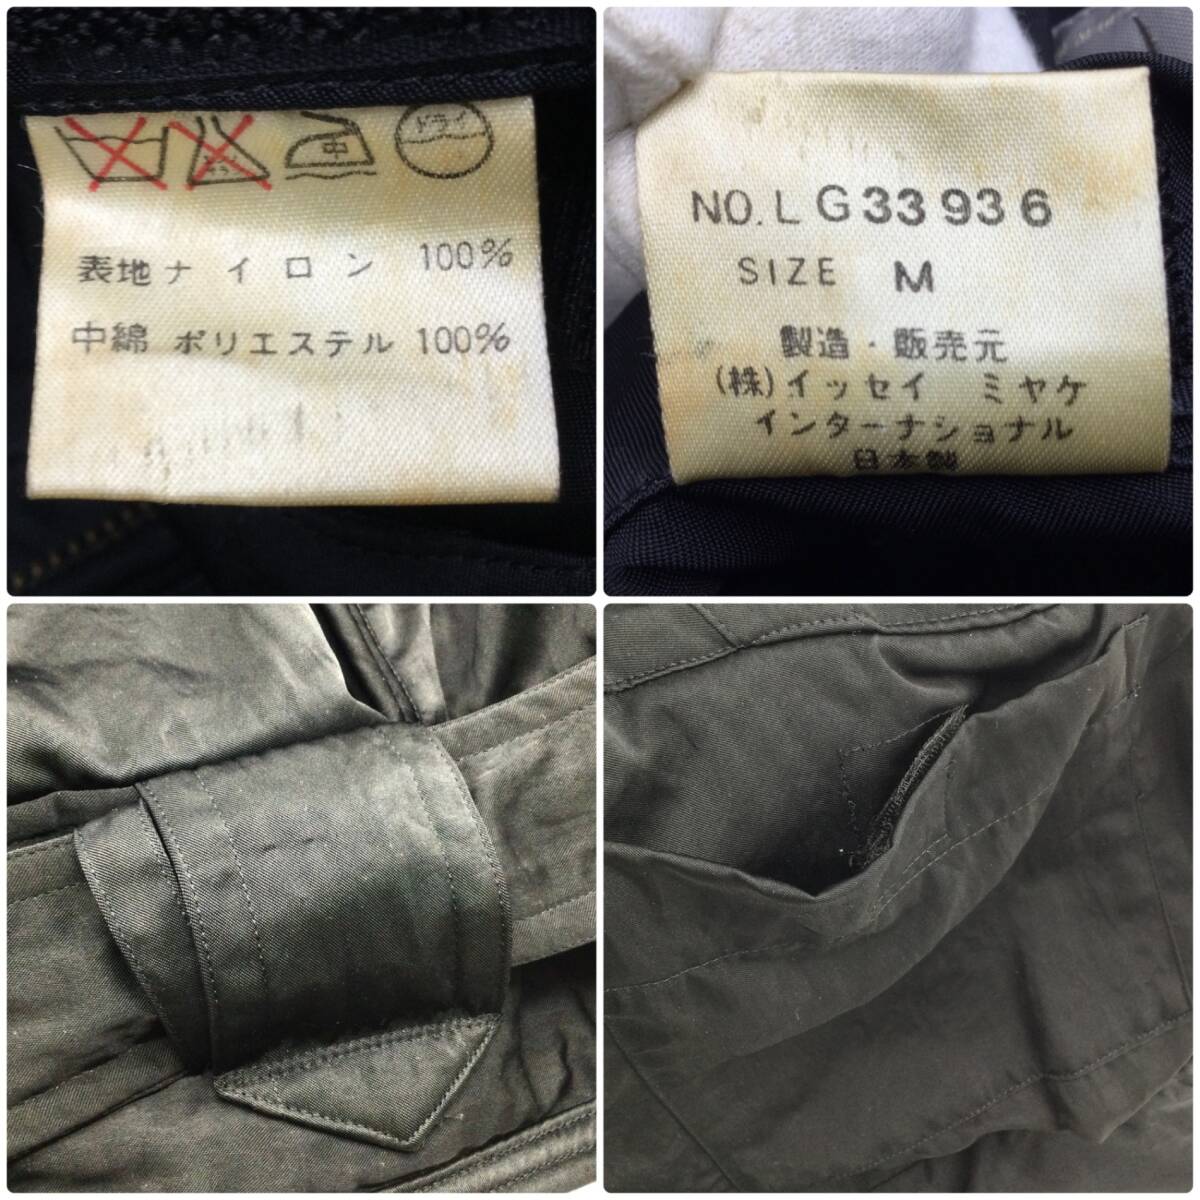 ドライ
中
表地ナイロン 100%
中綿 ポリエステル 100%
NO. LG33936
SIZE M
製造・販売元
(株)イッセイ ミヤケ
インターナショナル
日本製